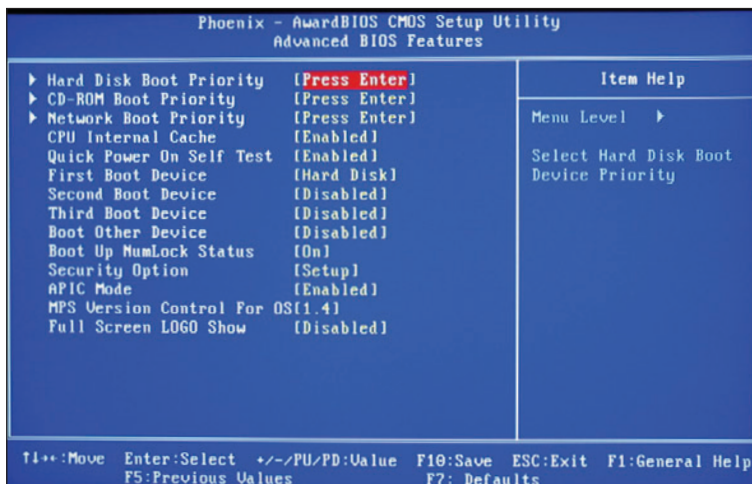 Phoenix - AwardBIOS CMOS Setup Utility
Advanced BIOS Features
Hard Disk Boot Priority [Press Enter]
CD-ROM Boot Priority [Press Enter]
Network Boot Priority [Press Enter]
CPU Internal Cache [Enabled]
Quick Power On Self Test [Enabled]
First Boot Device [Hard Disk]
Second Boot Device [Disabled]
Third Boot Device [Disabled]
Boot Other Device [Disabled]
Boot Up NumLock Status [On]
Security Option [Setup]
APIC Mode [Enabled]
MPS Version Control For OS[1.4]
Full Screen LOGO Show [Disabled]
Item Help
Menu Level
Select Hard Disk Boot
Device Priority
↑↓→←:Move Enter:Select +/-/PU/PD:Value F10:Save ESC:Exit F1:General Help
F5:Previous Values F7: Defaults